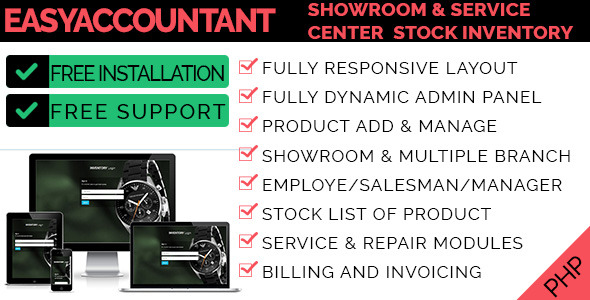 EASYACCOUNTANT
SHOWROOM & SERVICE
CENTER STOCK INVENTORY
FREE INSTALLATION
FREE SUPPORT
FULLY RESPONSIVE LAYOUT
FULLY DYNAMIC ADMIN PANEL
PRODUCT ADD & MANAGE
SHOWROOM & MULTIPLE BRANCH
EMPLOYE/SALESMAN/MANAGER
STOCK LIST OF PRODUCT
SERVICE & REPAIR MODULES
BILLING AND INVOICING
PHP